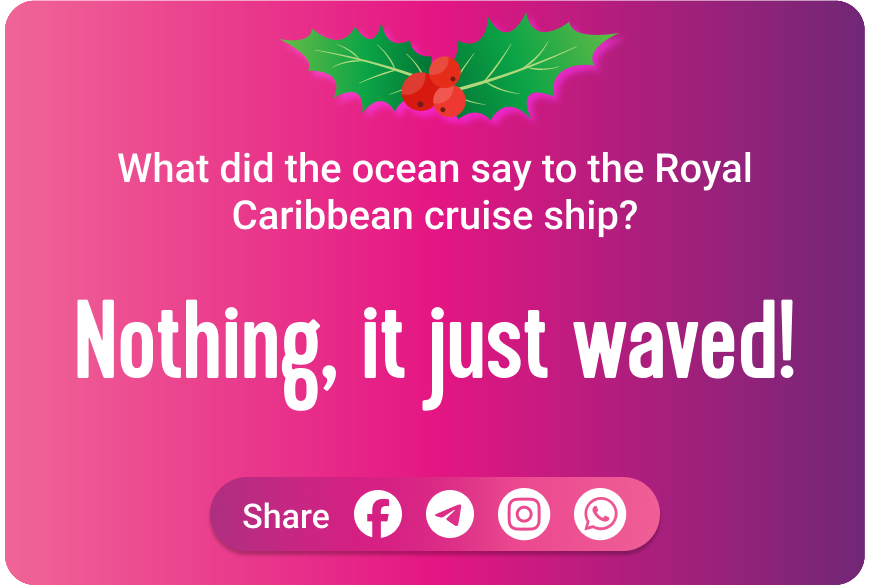 What did the ocean say to the Royal
Caribbean cruise ship?
Nothing, it just waved!
Share